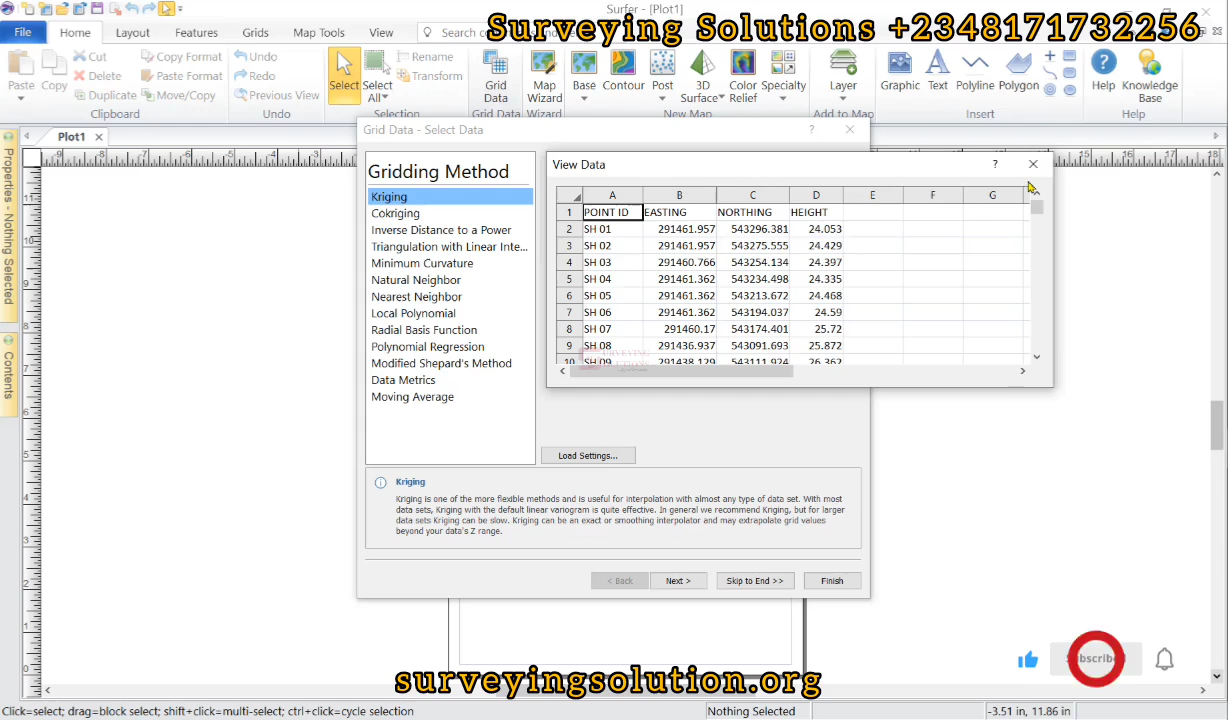 Surfer - [Plot1]
Surveying Solutions +2348171732256
File Home Layout Features Grids Map Tools View Search co
Paste Copy Cut Delete Duplicate Copy Format Paste Format Move/Copy
Clipboard
Undo Redo Previous View
Undo
Select Select All Rename Transform
Selection
Grid Data
Grid Data
Map Wizard Base Contour Post 3D Surface Color Relief Specialty
New Map
Layer
Add to Map
Graphic Text Polyline Polygon
Insert
Help Knowledge Base
Help
Plot1
Properties - Nothing Selected
Contents
Grid Data - Select Data
Gridding Method
Kriging
Cokriging
Inverse Distance to a Power
Triangulation with Linear Inte...
Minimum Curvature
Natural Neighbor
Nearest Neighbor
Local Polynomial
Radial Basis Function
Polynomial Regression
Modified Shepard's Method
Data Metrics
Moving Average
View Data
A B C D E F G
1 POINT ID EASTING NORTHING HEIGHT
2 SH 01 291461.957 543296.381 24.053
3 SH 02 291461.957 543275.555 24.429
4 SH 03 291460.766 543254.134 24.397
5 SH 04 291461.362 543234.498 24.335
6 SH 05 291461.362 543213.672 24.468
7 SH 06 291461.362 543194.037 24.59
8 SH 07 291460.17 543174.401 25.72
9 SH 08 291436.937 543091.693 25.872
10 SH 09 291438.129 543111.924 26.362
Load Settings...
Kriging
Kriging is one of the more flexible methods and is useful for interpolation with almost any type of data set. With most
data sets, Kriging with the default linear variogram is quite effective. In general we recommend Kriging, but for larger
data sets Kriging can be slow. Kriging can be an exact or smoothing interpolator and may extrapolate grid values
beyond your data's Z range.
< Back Next > Skip to End >> Finish
Subscribed
surveyingsolution.org
Click=select; drag=block select; shift+click=multi-select; ctrl+click=cycle selection
Nothing Selected
-3.51 in, 11.86 in